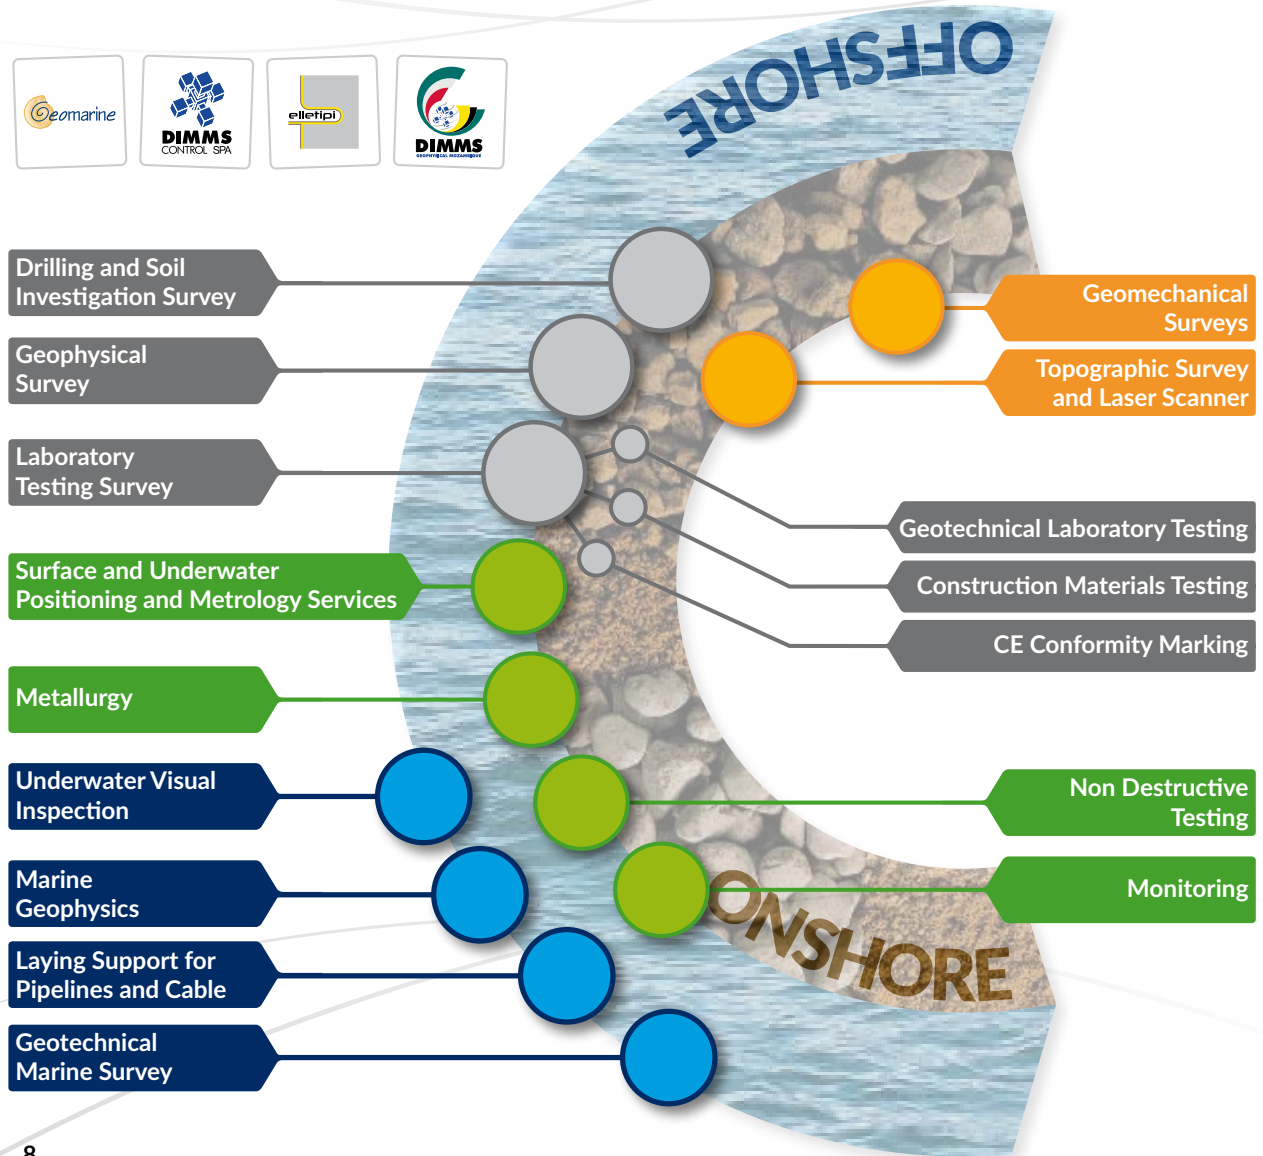 OFFSHORE
Geomarine
DIMMS
CONTROL SPA
elletipi
DIMMS
GEOPHYSICAL MOZAMBIQUE
Drilling and Soil
Investigation Survey
Geophysical
Survey
Laboratory
Testing Survey
Surface and Underwater
Positioning and Metrology Services
Metallurgy
Underwater Visual
Inspection
Marine
Geophysics
Laying Support for
Pipelines and Cable
Geotechnical
Marine Survey
Geomechanical
Surveys
Topographic Survey
and Laser Scanner
Geotechnical Laboratory Testing
Construction Materials Testing
CE Conformity Marking
Non Destructive
Testing
Monitoring
ONSHORE
8